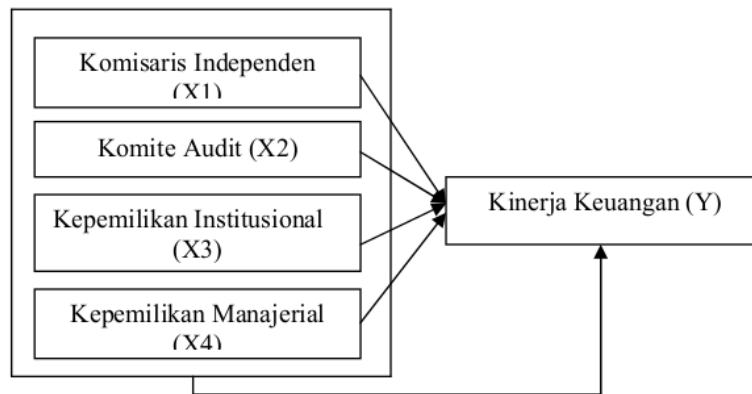 Komisaris Independen
(X1)
Komite Audit (X2)
Kepemilikan Institusional
(X3)
Kepemilikan Manajerial
(X4)
Kinerja Keuangan (Y)